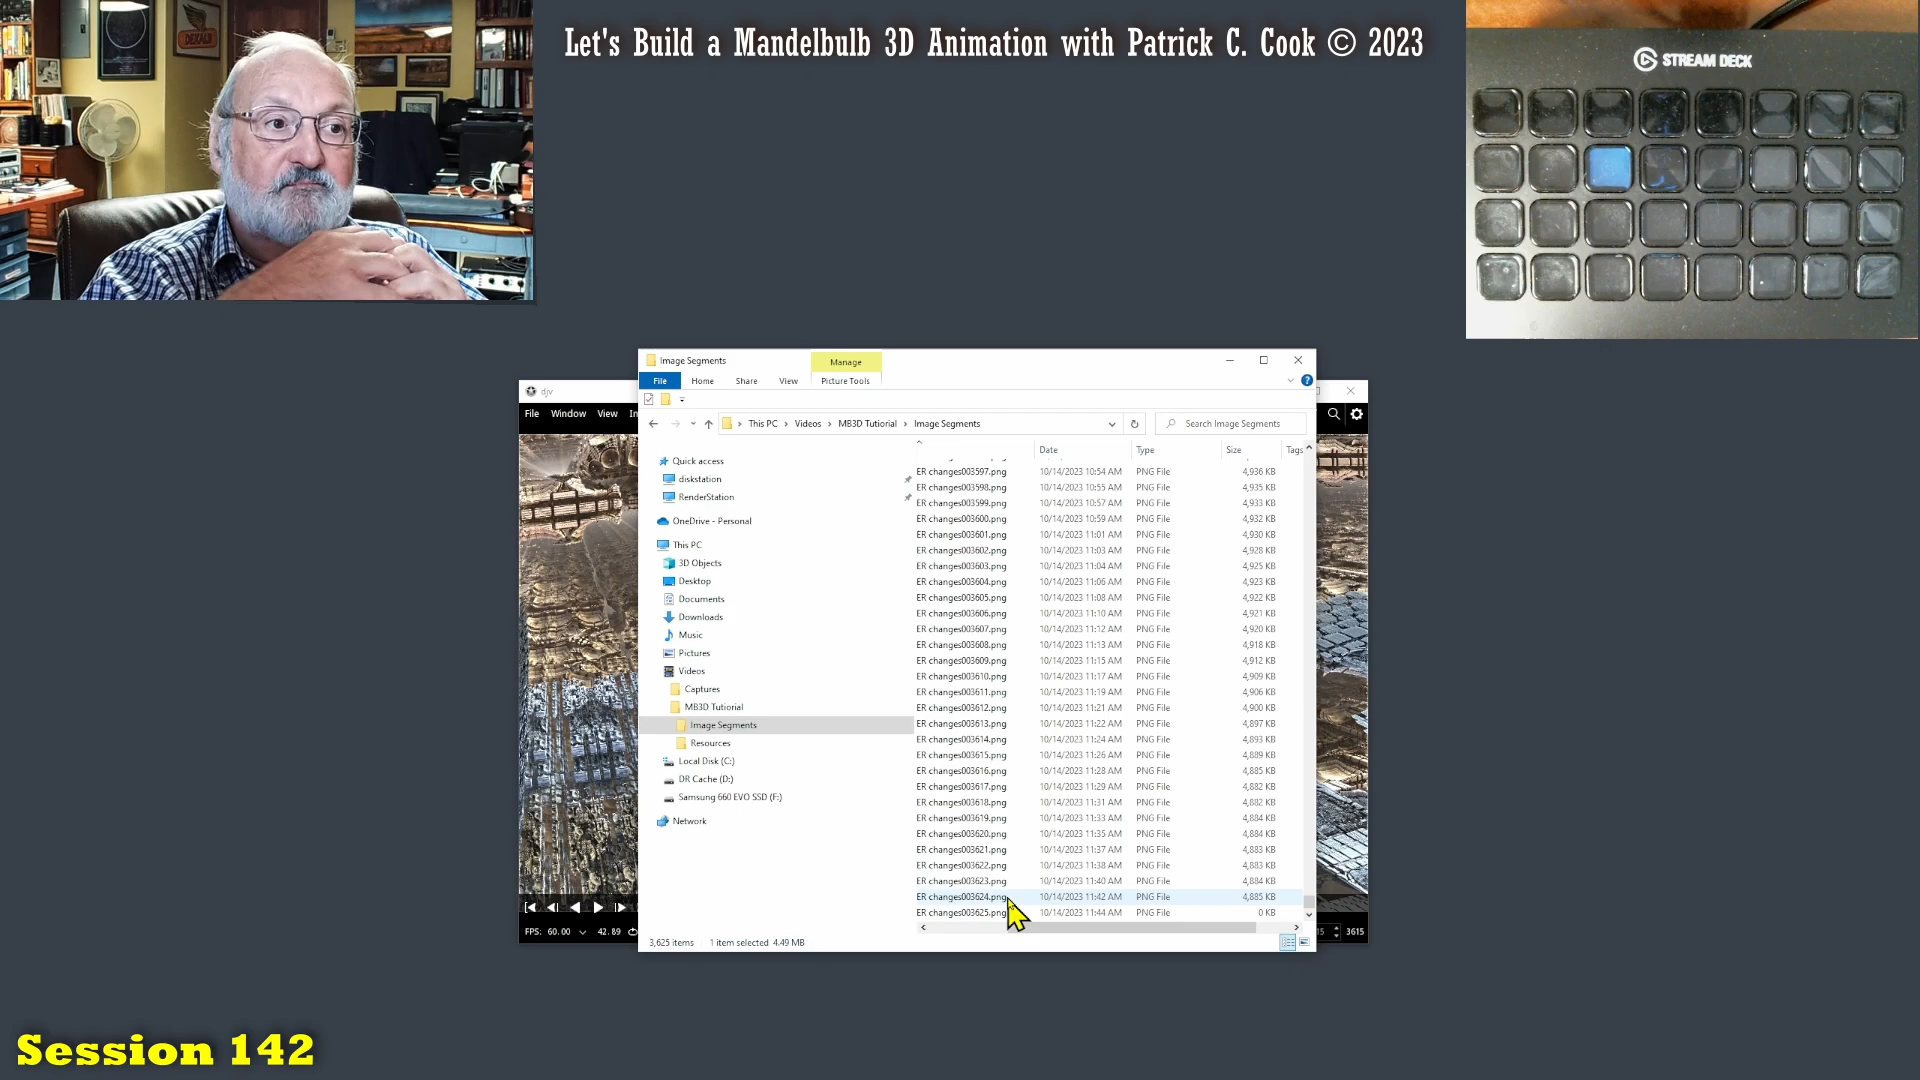 Let's Build a Mandelbulb 3D Animation with Patrick C. Cook © 2023
DEKALB
STREAM DECK
Image Segments
Manage
File Home Share View Picture Tools
djv
File Window View
This PC › Videos › MB3D Tutorial › Image Segments
Search Image Segments
Date Type Size Tags
Quick access
diskstation
RenderStation
OneDrive - Personal
This PC
3D Objects
Desktop
Documents
Downloads
Music
Pictures
Videos
Captures
MB3D Tutorial
Image Segments
Resources
Local Disk (C:)
DR Cache (D:)
Samsung 660 EVO SSD (F:)
Network
ER changes003597.png 10/14/2023 10:54 AM PNG File 4,936 KB
ER changes003598.png 10/14/2023 10:55 AM PNG File 4,935 KB
ER changes003599.png 10/14/2023 10:57 AM PNG File 4,933 KB
ER changes003600.png 10/14/2023 10:59 AM PNG File 4,932 KB
ER changes003601.png 10/14/2023 11:01 AM PNG File 4,930 KB
ER changes003602.png 10/14/2023 11:03 AM PNG File 4,928 KB
ER changes003603.png 10/14/2023 11:04 AM PNG File 4,925 KB
ER changes003604.png 10/14/2023 11:06 AM PNG File 4,923 KB
ER changes003605.png 10/14/2023 11:08 AM PNG File 4,922 KB
ER changes003606.png 10/14/2023 11:10 AM PNG File 4,921 KB
ER changes003607.png 10/14/2023 11:12 AM PNG File 4,920 KB
ER changes003608.png 10/14/2023 11:13 AM PNG File 4,918 KB
ER changes003609.png 10/14/2023 11:15 AM PNG File 4,912 KB
ER changes003610.png 10/14/2023 11:17 AM PNG File 4,909 KB
ER changes003611.png 10/14/2023 11:19 AM PNG File 4,906 KB
ER changes003612.png 10/14/2023 11:21 AM PNG File 4,900 KB
ER changes003613.png 10/14/2023 11:22 AM PNG File 4,897 KB
ER changes003614.png 10/14/2023 11:24 AM PNG File 4,893 KB
ER changes003615.png 10/14/2023 11:26 AM PNG File 4,889 KB
ER changes003616.png 10/14/2023 11:28 AM PNG File 4,885 KB
ER changes003617.png 10/14/2023 11:29 AM PNG File 4,882 KB
ER changes003618.png 10/14/2023 11:31 AM PNG File 4,882 KB
ER changes003619.png 10/14/2023 11:33 AM PNG File 4,884 KB
ER changes003620.png 10/14/2023 11:35 AM PNG File 4,884 KB
ER changes003621.png 10/14/2023 11:37 AM PNG File 4,883 KB
ER changes003622.png 10/14/2023 11:38 AM PNG File 4,883 KB
ER changes003623.png 10/14/2023 11:40 AM PNG File 4,884 KB
ER changes003624.png 10/14/2023 11:42 AM PNG File 4,885 KB
ER changes003625.png 10/14/2023 11:44 AM PNG File 0 KB
FPS: 60.00 42.89
15 3615
3,625 items 1 item selected 4.49 MB
Session 142